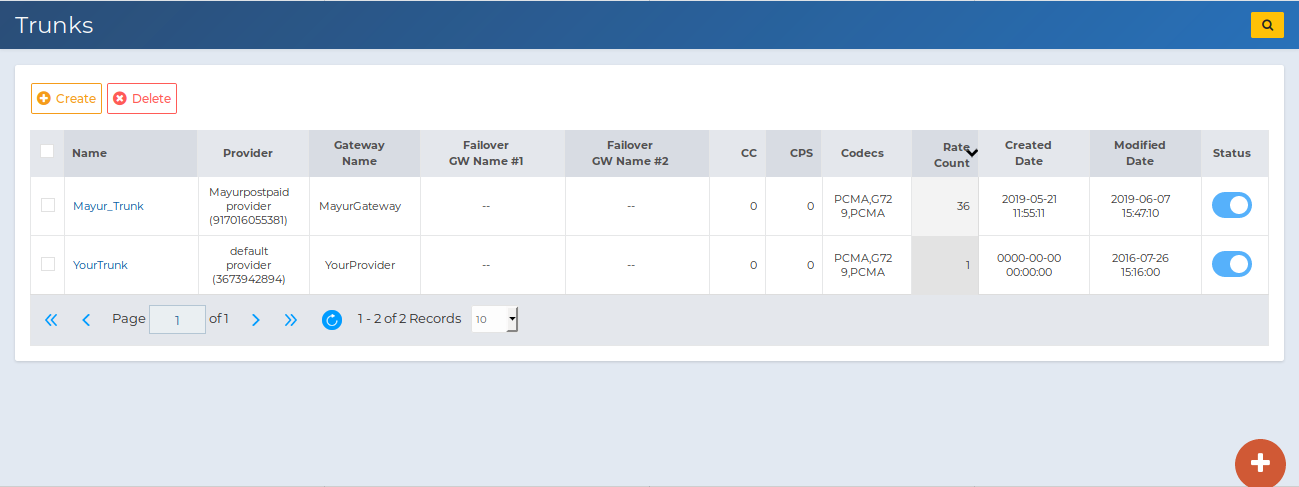 Trunks
Create Delete
Name Provider Gateway Name Failover GW Name #1 Failover GW Name #2 CC CPS Codecs Rate Count Created Date Modified Date Status
Mayur_Trunk Mayurpostpaid provider (917016055381) MayurGateway -- -- 0 0 PCMA,G729,PCMA 36 2019-05-21 11:55:11 2019-06-07 15:47:10
YourTrunk default provider (3673942894) YourProvider -- -- 0 0 PCMA,G729,PCMA 1 0000-00-00 00:00:00 2016-07-26 15:16:00
Page 1 of 1 1 - 2 of 2 Records 10